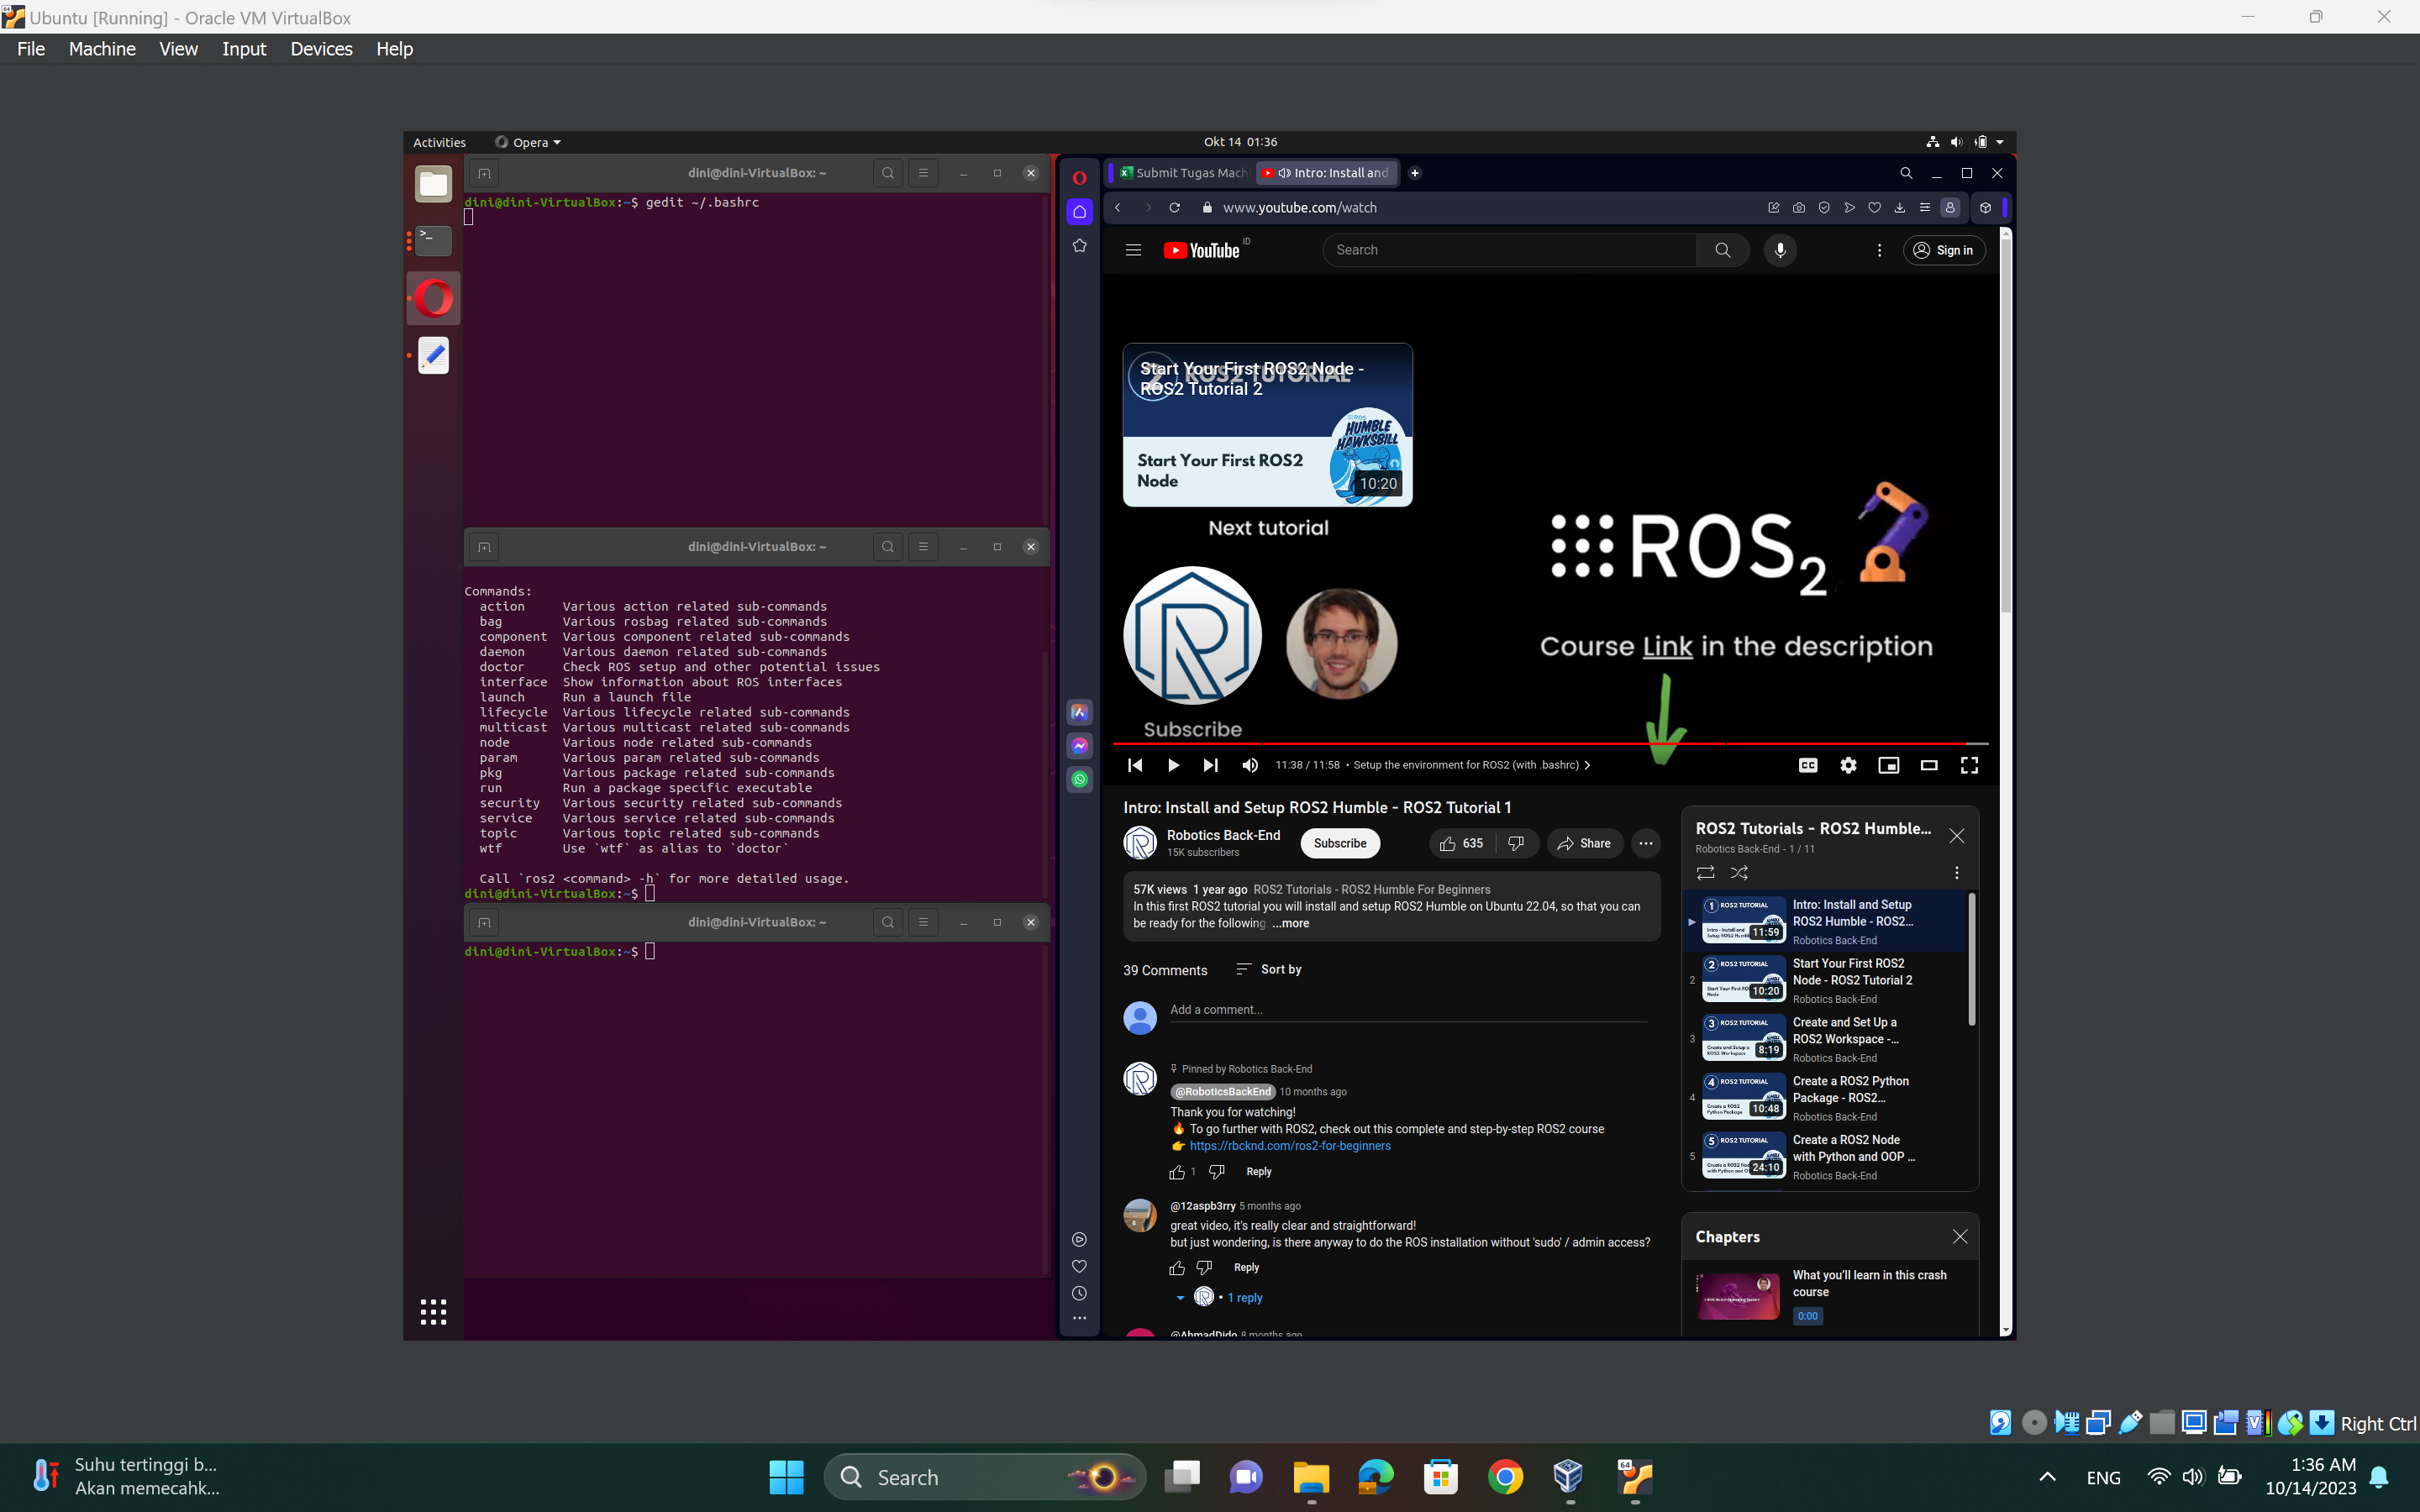 Ubuntu [Running] - Oracle VM VirtualBox
File Machine View Input Devices Help
Activities Opera Okt 14 01:36
dini@dini-VirtualBox: ~
dini@dini-VirtualBox:~$ gedit ~/.bashrc
dini@dini-VirtualBox: ~
Commands:
action Various action related sub-commands
bag Various rosbag related sub-commands
component Various component related sub-commands
daemon Various daemon related sub-commands
doctor Check ROS setup and other potential issues
interface Show information about ROS interfaces
launch Run a launch file
lifecycle Various lifecycle related sub-commands
multicast Various multicast related sub-commands
node Various node related sub-commands
param Various param related sub-commands
pkg Various package related sub-commands
run Run a package specific executable
security Various security related sub-commands
service Various service related sub-commands
topic Various topic related sub-commands
wtf Use `wtf` as alias to `doctor`
Call `ros2 <command> -h` for more detailed usage.
dini@dini-VirtualBox:~$
dini@dini-VirtualBox: ~
dini@dini-VirtualBox:~$
Submit Tugas Mach Intro: Install and
www.youtube.com/watch
YouTube ID Search Sign in
Start Your First ROS2 Node -
ROS2 Tutorial 2
ROS2 TUTORIAL
ROS
HUMBLE
HAWKSBILL
Start Your First ROS2
Node
10:20
Next tutorial
ROS2
Course Link in the description
Subscribe
11:38 / 11:58 • Setup the environment for ROS2 (with .bashrc)
CC
Intro: Install and Setup ROS2 Humble - ROS2 Tutorial 1
Robotics Back-End
15K subscribers
Subscribe
635
Share
57K views 1 year ago ROS2 Tutorials - ROS2 Humble For Beginners
In this first ROS2 tutorial you will install and setup ROS2 Humble on Ubuntu 22.04, so that you can
be ready for the following ...more
39 Comments Sort by
Add a comment...
Pinned by Robotics Back-End
@RoboticsBackEnd 10 months ago
Thank you for watching!
🔥 To go further with ROS2, check out this complete and step-by-step ROS2 course
👉 https://rbcknd.com/ros2-for-beginners
1 Reply
@12aspb3rry 5 months ago
great video, it's really clear and straightforward!
but just wondering, is there anyway to do the ROS installation without 'sudo' / admin access?
Reply
• 1 reply
@AhmadDido 8 months ago
ROS2 Tutorials - ROS2 Humble...
Robotics Back-End - 1 / 11
1 ROS2 TUTORIAL
11:59
Intro: Install and Setup
ROS2 Humble - ROS2...
Robotics Back-End
2
2 ROS2 TUTORIAL
10:20
Start Your First ROS2
Node - ROS2 Tutorial 2
Robotics Back-End
3
3 ROS2 TUTORIAL
8:19
Create and Set Up a
ROS2 Workspace -...
Robotics Back-End
4
4 ROS2 TUTORIAL
10:48
Create a ROS2 Python
Package - ROS2...
Robotics Back-End
5
5 ROS2 TUTORIAL
24:10
Create a ROS2 Node
with Python and OOP ...
Robotics Back-End
Chapters
What you'll learn in this crash
course
0:00
Right Ctrl
Suhu tertinggi b...
Akan memecahk...
Search
64
ENG
1:36 AM
10/14/2023